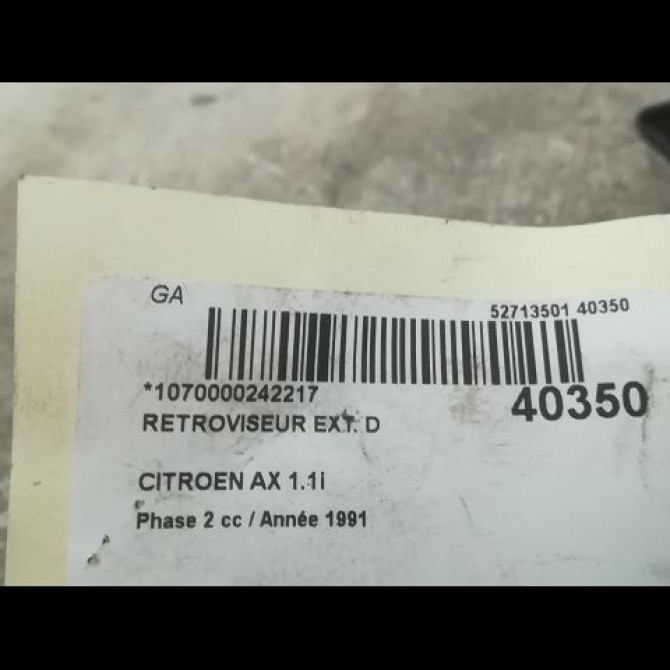 GA
52713501 40350
*1070000242217
40350
RETROVISEUR EXT. D
CITROEN AX 1.1i
Phase 2 cc / Année 1991